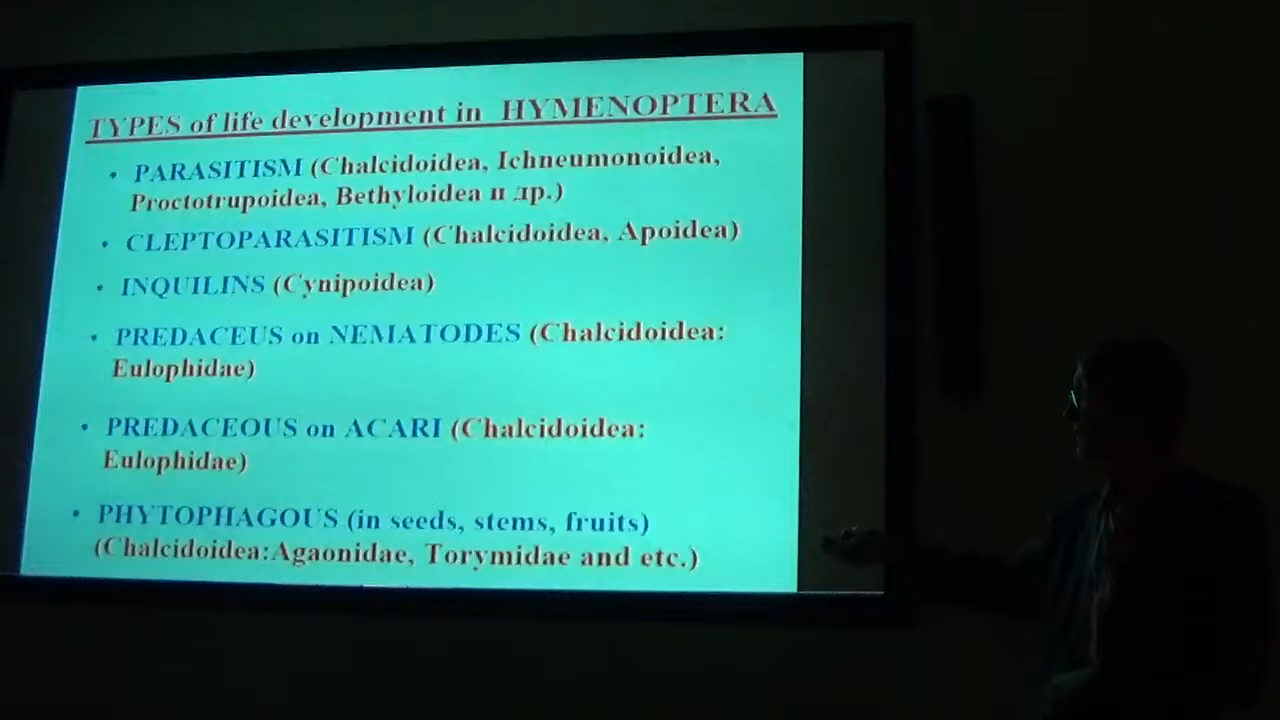 TYPES of life development in HYMENOPTERA
• PARASITISM (Chalcidoidea, Ichneumonoidea,
Proctotrupoidea, Bethyloidea и др.)
• CLEPTOPARASITISM (Chalcidoidea, Apoidea)
• INQUILINS (Cynipoidea)
• PREDACEUS on NEMATODES (Chalcidoidea:
Eulophidae)
• PREDACEOUS on ACARI (Chalcidoidea:
Eulophidae)
• PHYTOPHAGOUS (in seeds, stems, fruits)
(Chalcidoidea:Agaonidae, Torymidae and etc.)